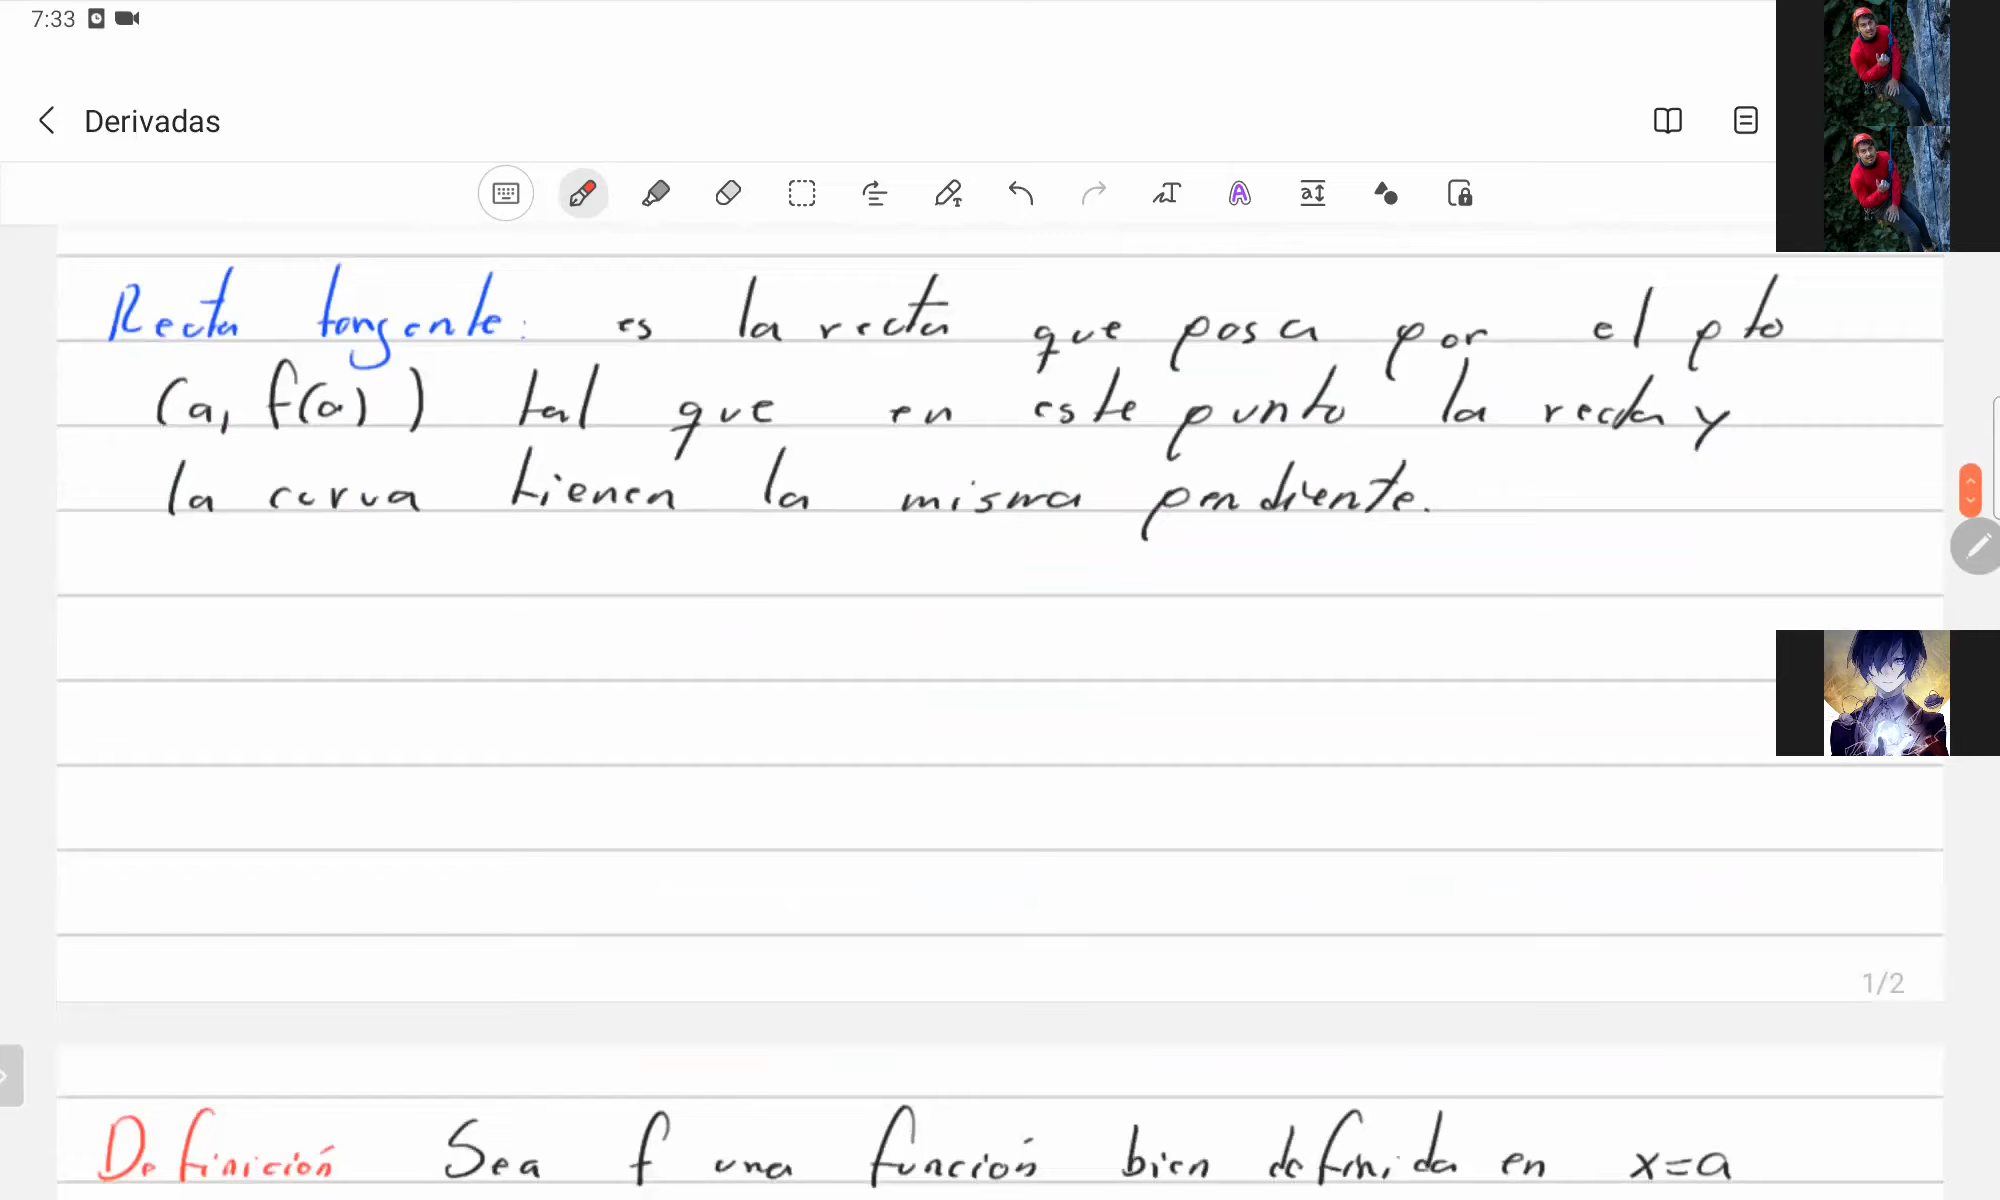 7:33
Derivadas
Recta tangente: es la recta que pasa por el pto
(a, f(a)) tal que en este punto la recta y
la curva tienen la misma pendiente.
1/2
Definición Sea f una función bien definida en x=a